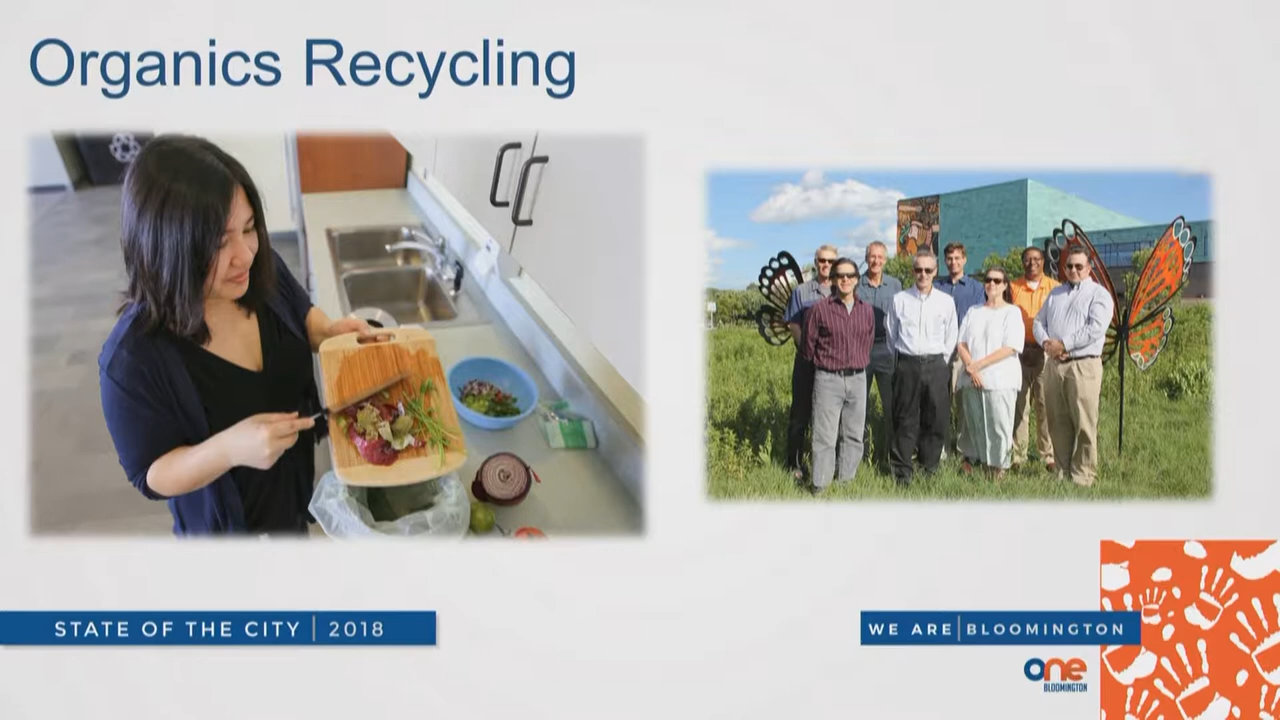 Organics Recycling
STATE OF THE CITY | 2018
WE ARE | BLOOMINGTON
one
BLOOMINGTON